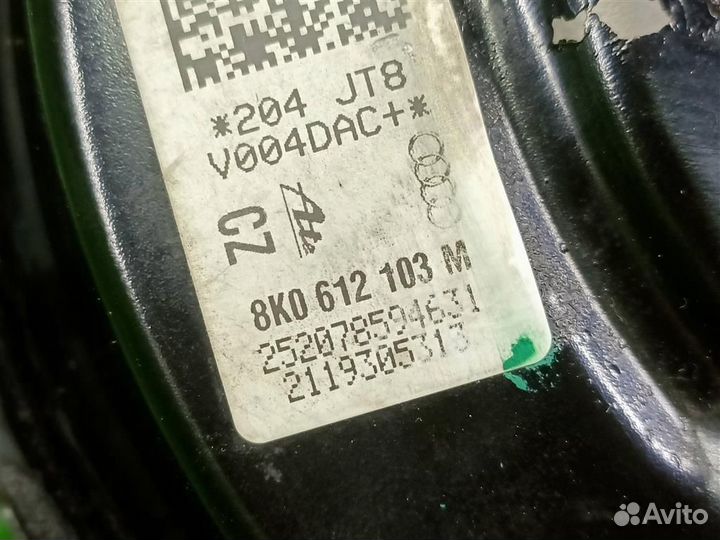 *204 JT8
V004DAC+*
CZ
8K0 612 103 M
252078594631
2119305313
Avito